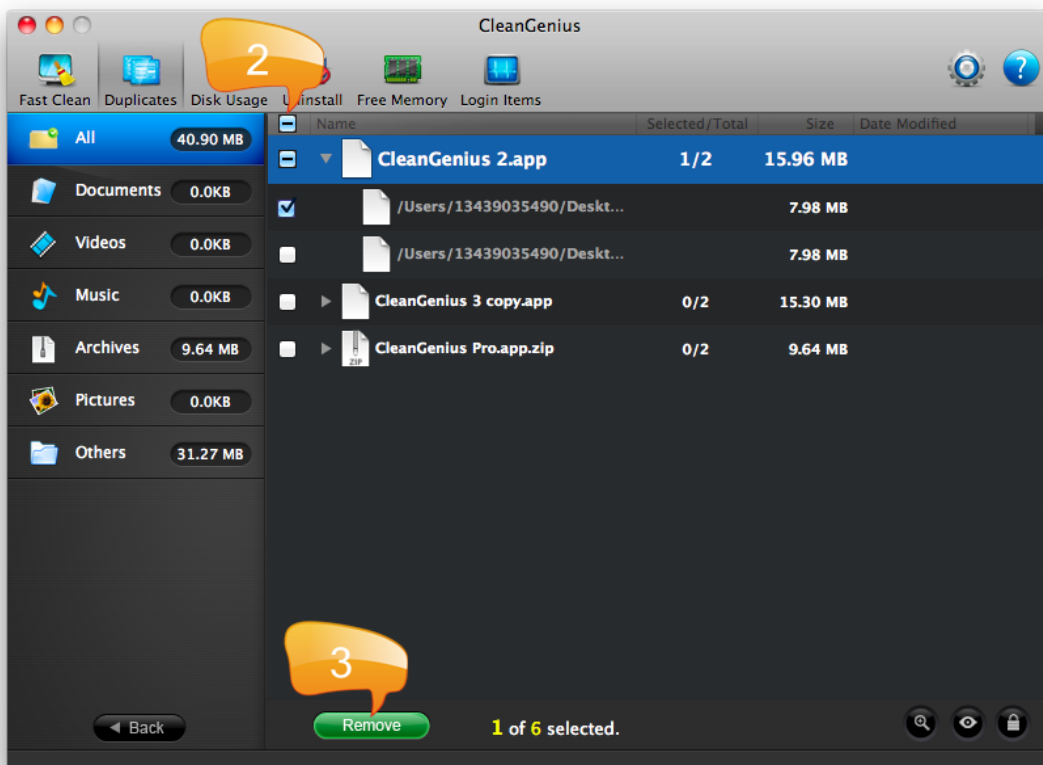 CleanGenius
2
Fast Clean Duplicates Disk Usage Uninstall Free Memory Login Items
?
Name Selected/Total Size Date Modified
All 40.90 MB
CleanGenius 2.app 1/2 15.96 MB
Documents 0.0KB
/Users/13439035490/Deskt... 7.98 MB
Videos 0.0KB
/Users/13439035490/Deskt... 7.98 MB
Music 0.0KB
CleanGenius 3 copy.app 0/2 15.30 MB
Archives 9.64 MB
CleanGenius Pro.app.zip 0/2 9.64 MB
ZIP
Pictures 0.0KB
Others 31.27 MB
3
Back
Remove
1 of 6 selected.